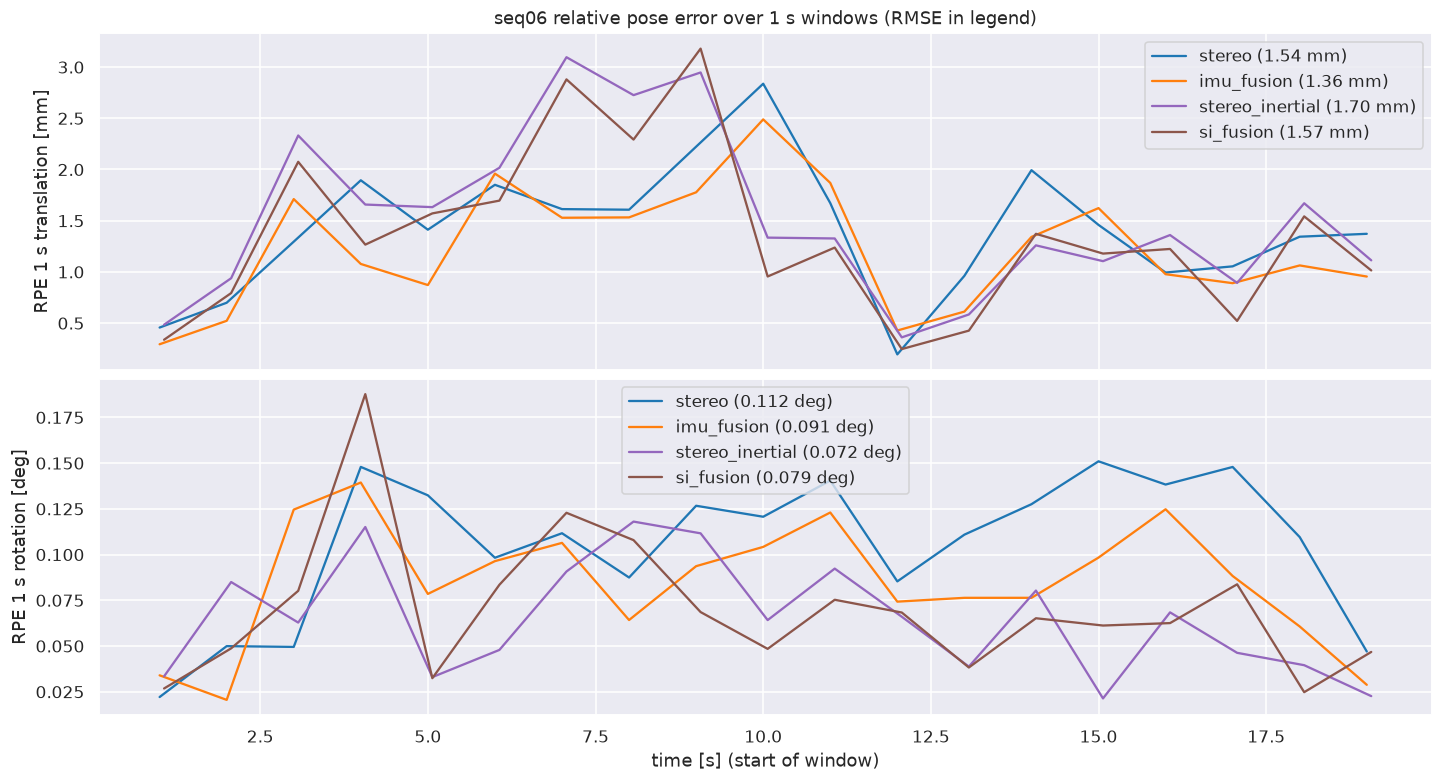 seq06 relative pose error over 1 s windows (RMSE in legend)
RPE 1 s translation [mm]
3.0
2.5
2.0
1.5
1.0
0.5
stereo (1.54 mm)
imu_fusion (1.36 mm)
stereo_inertial (1.70 mm)
si_fusion (1.57 mm)
RPE 1 s rotation [deg]
0.175
0.150
0.125
0.100
0.075
0.050
0.025
stereo (0.112 deg)
imu_fusion (0.091 deg)
stereo_inertial (0.072 deg)
si_fusion (0.079 deg)
2.5 5.0 7.5 10.0 12.5 15.0 17.5
time [s] (start of window)